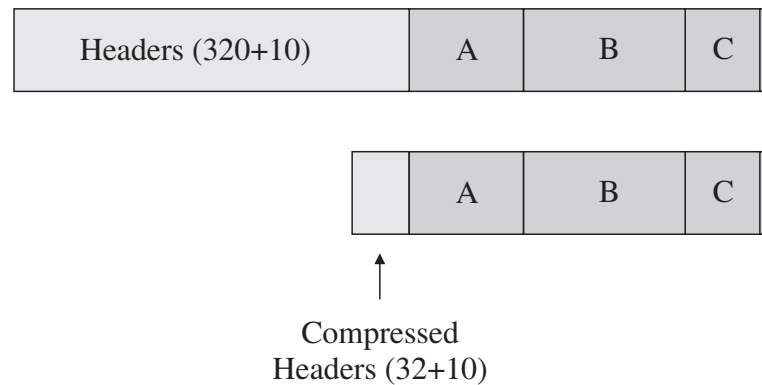 Headers (320+10) A B C
A B C
Compressed
Headers (32+10)